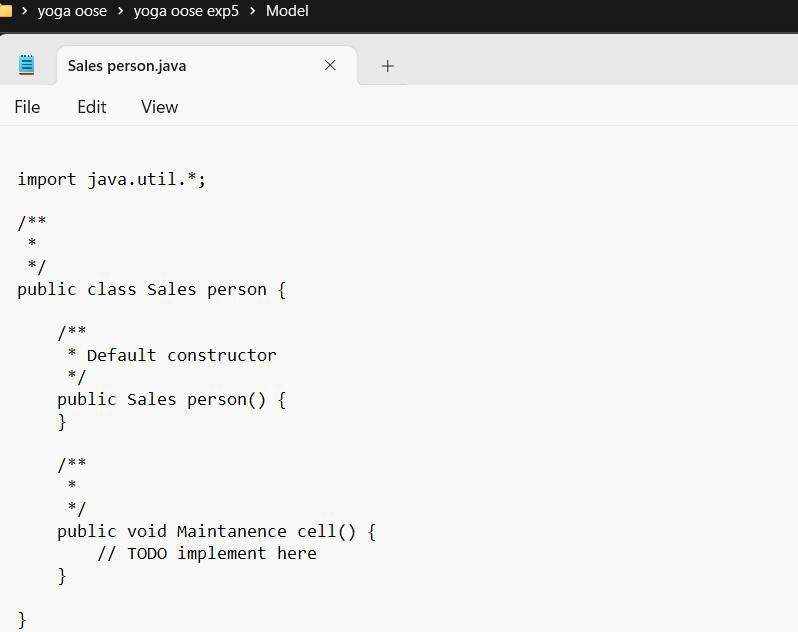 yoga oose > yoga oose exp5 > Model
Sales person.java
File Edit View
import java.util.*;
/**
 *
 */
public class Sales person {
    /**
     * Default constructor
     */
    public Sales person() {
    }
    /**
     *
     */
    public void Maintanence cell() {
        // TODO implement here
    }
}